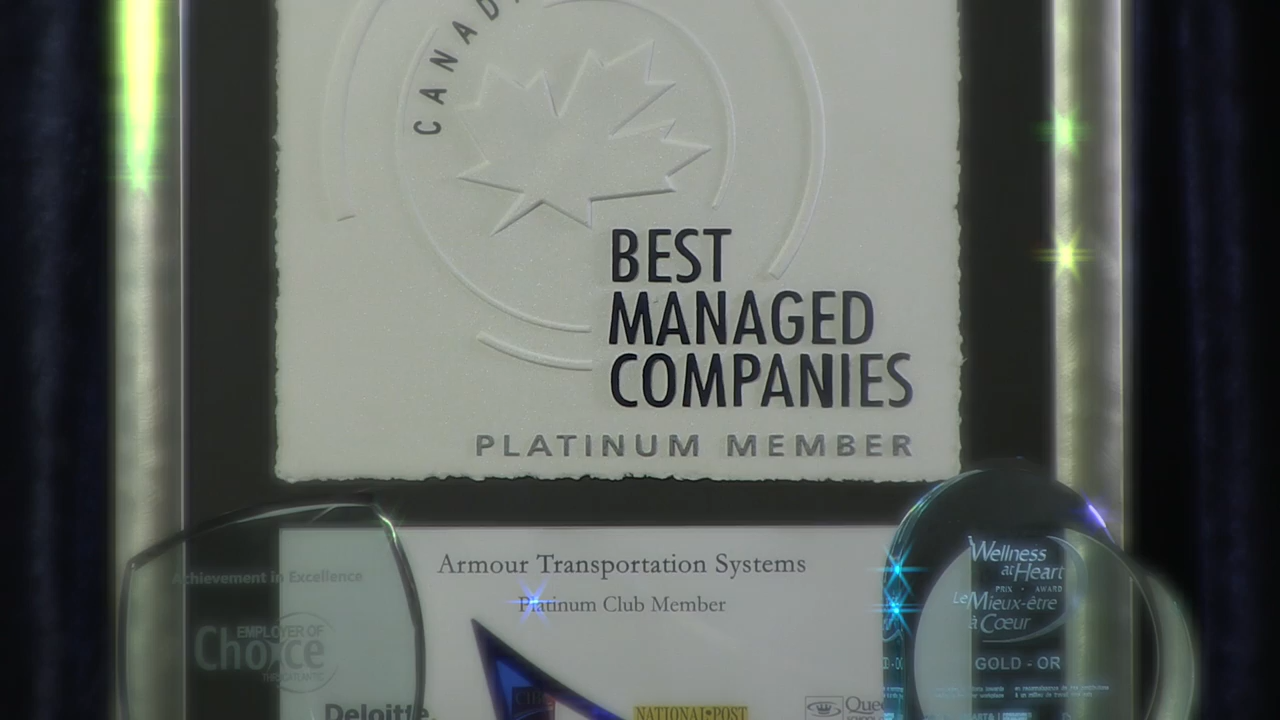 CANAD
BEST
MANAGED
COMPANIES
PLATINUM MEMBER
Armour Transportation Systems
Platinum Club Member
Achievement in Excellence
EMPLOYER OF
Choice
Wellness
at Heart
PRIX - AWARD
Le Mieux-être
à Cœur
GOLD - OR
Deloitte.
NATIONAL POST